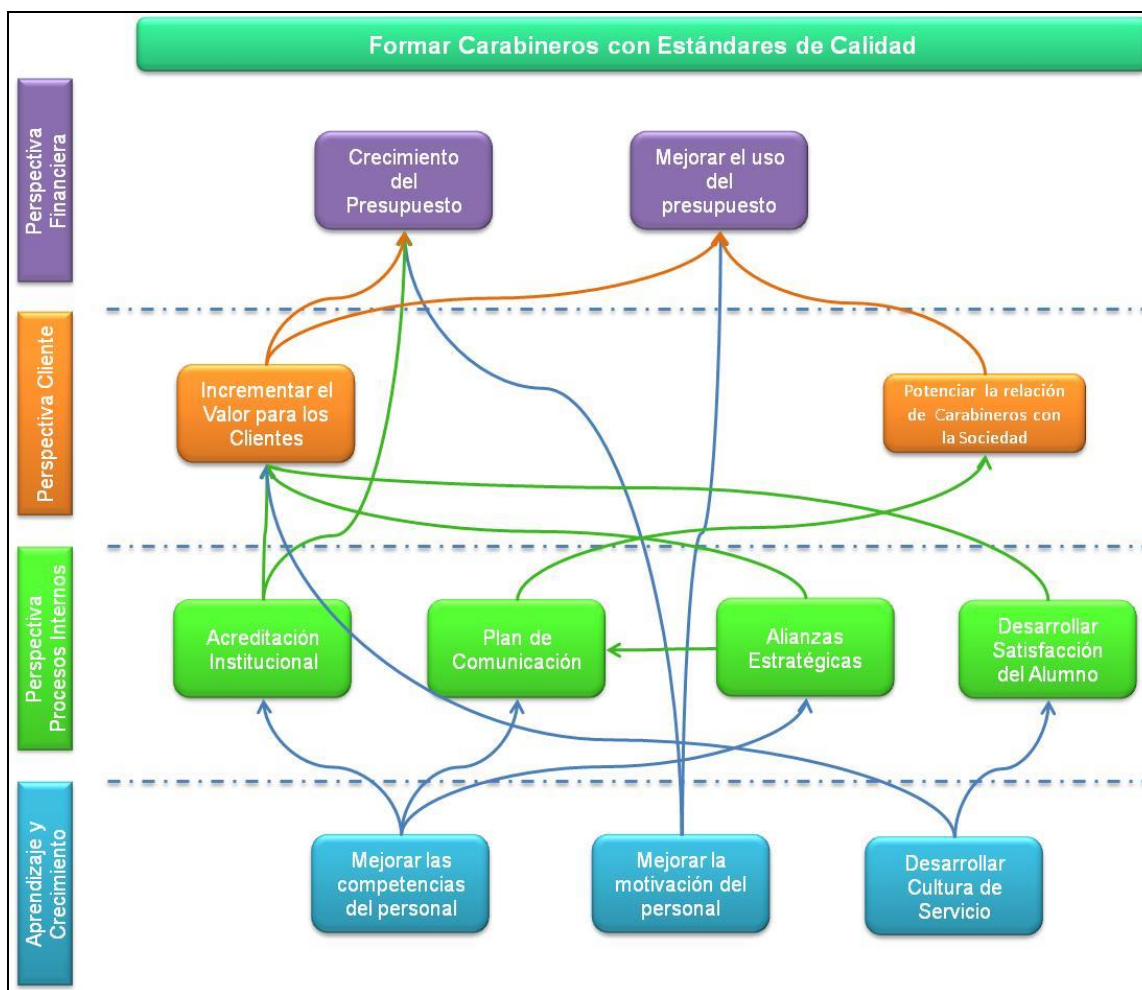 Formar Carabineros con Estándares de Calidad
Perspectiva
Financiera
Crecimiento
del
Presupuesto
Mejorar el uso
del
presupuesto
Perspectiva Cliente
Incrementar el
Valor para los
Clientes
Potenciar la relación
de Carabineros con
la Sociedad
Perspectiva
Procesos Internos
Acreditación
Institucional
Plan de
Comunicación
Alianzas
Estratégicas
Desarrollar
Satisfacción
del Alumno
Aprendizaje y
Crecimiento
Mejorar las
competencias
del personal
Mejorar la
motivación del
personal
Desarrollar
Cultura de
Servicio